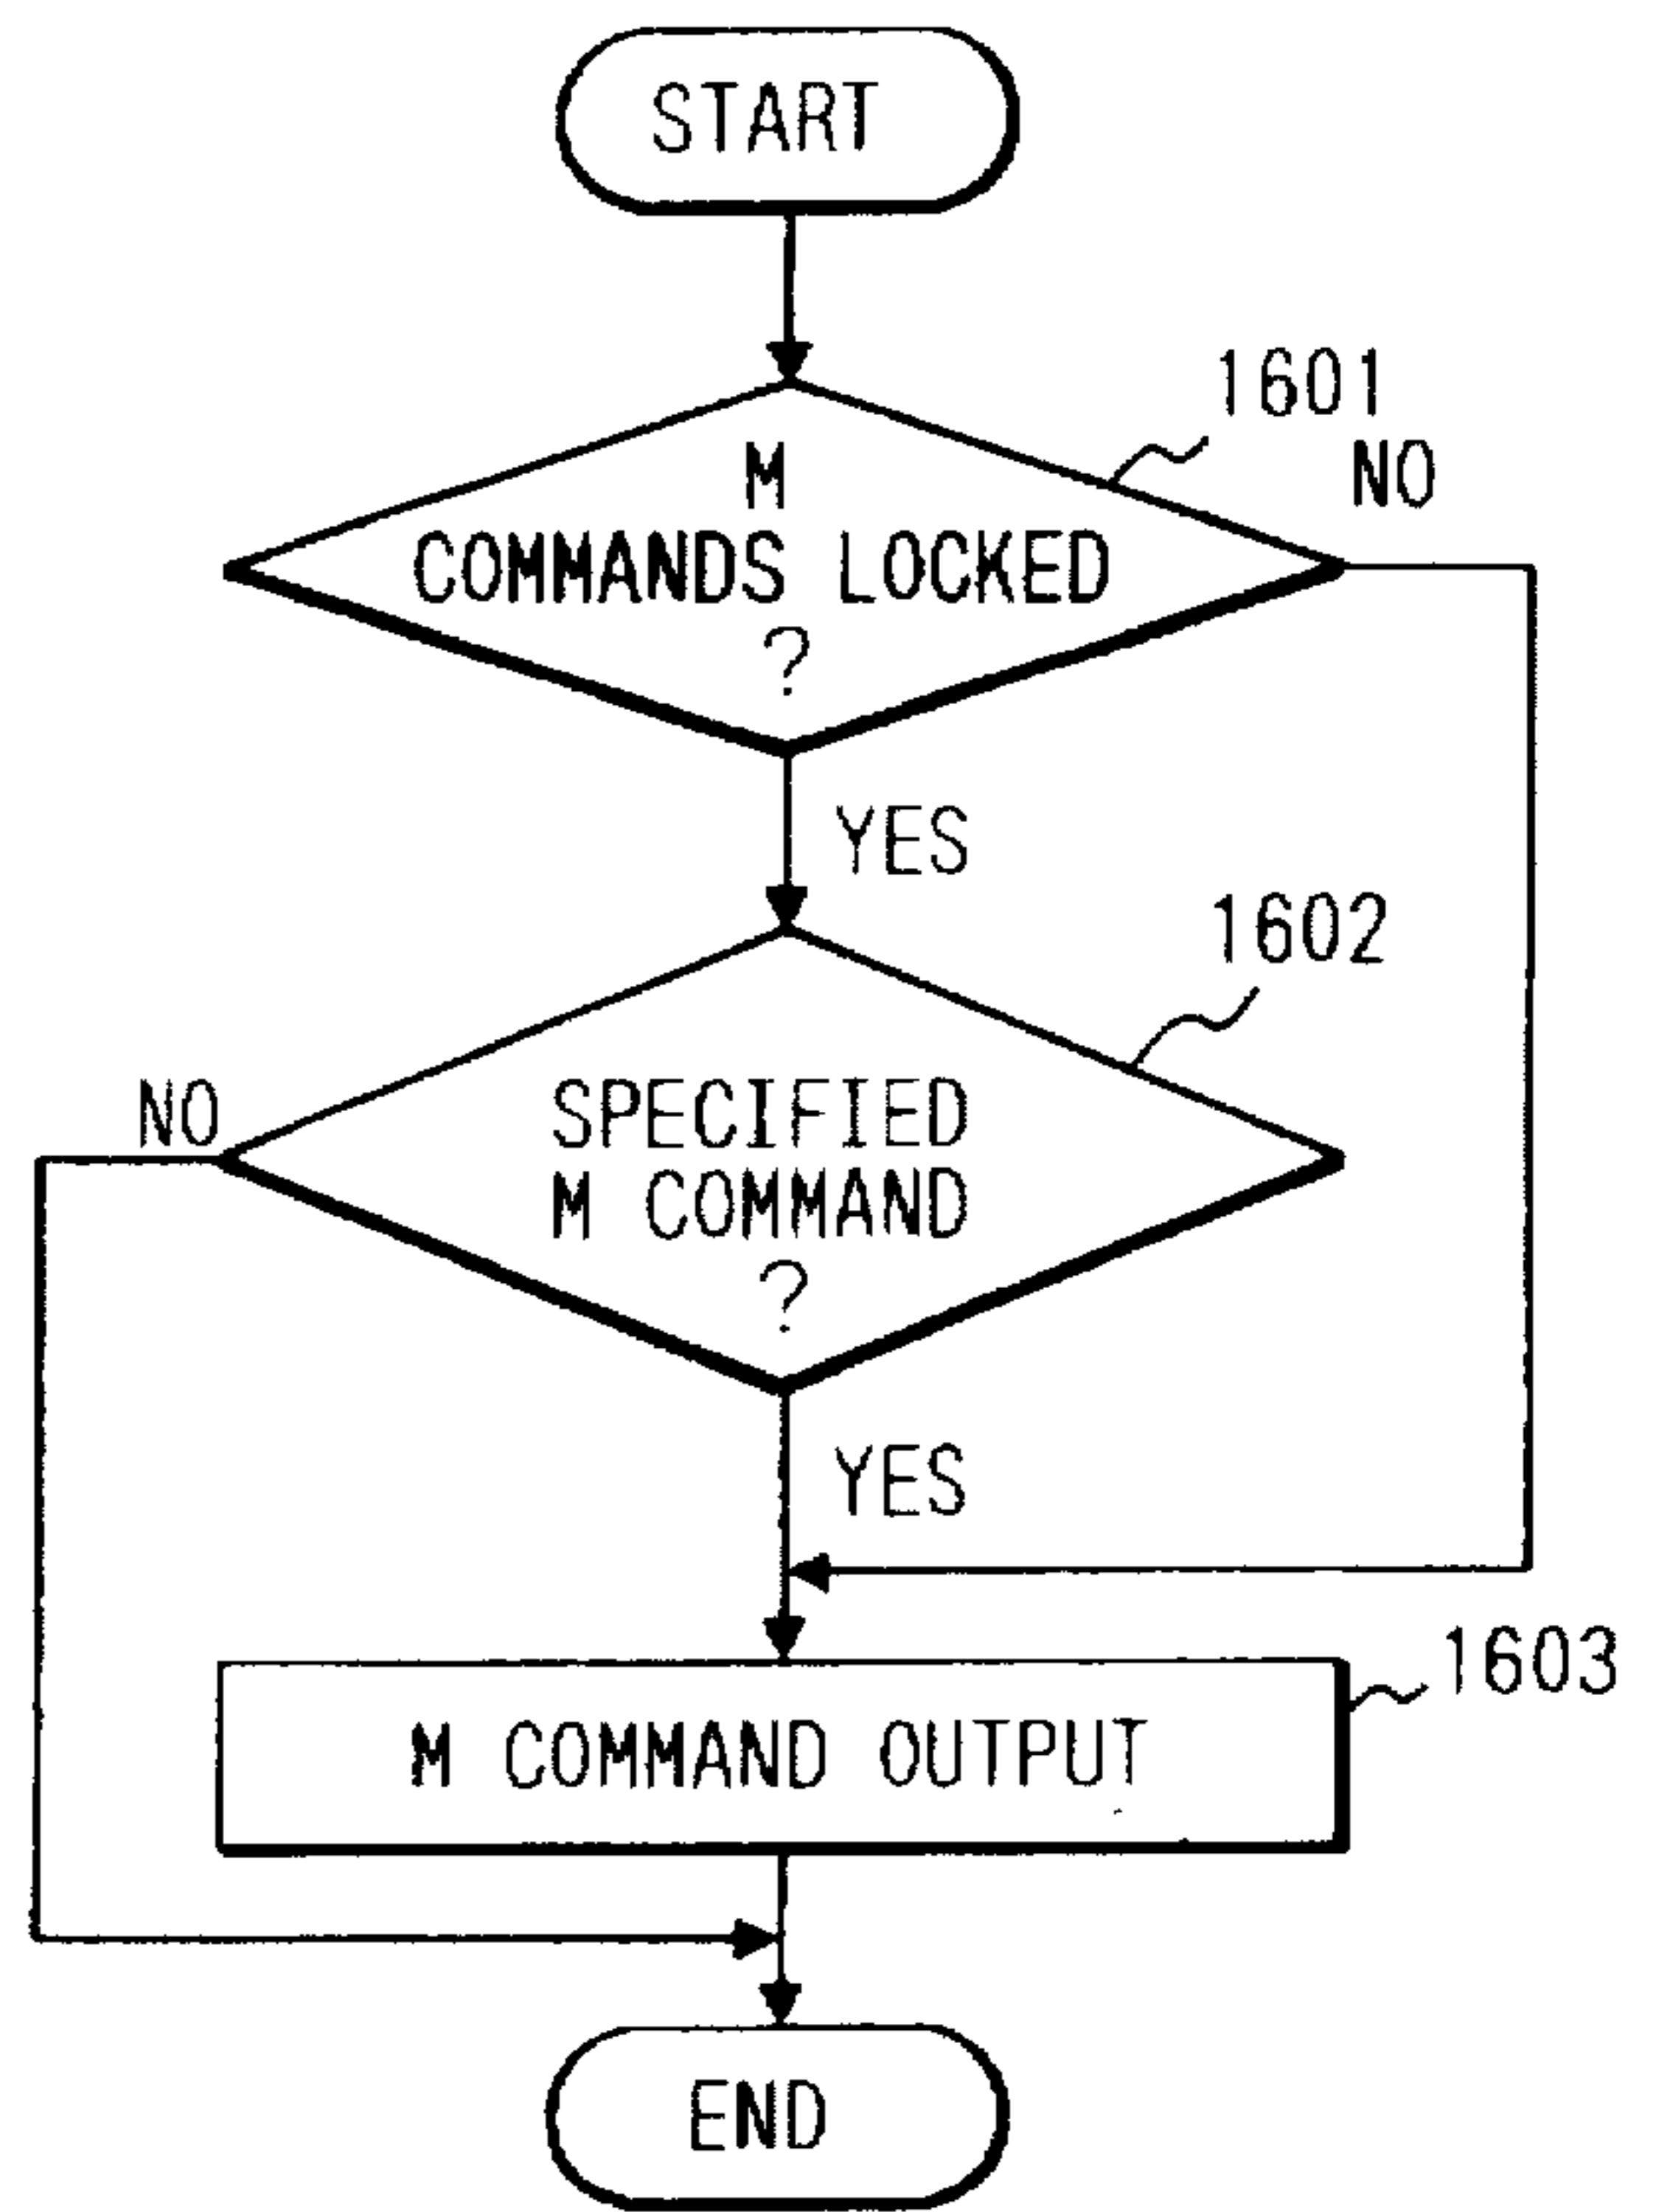 START
1601
NO
M
COMMANDS LOCKED
?
YES
1602
NO
SPECIFIED
M COMMAND
?
YES
1603
M COMMAND OUTPUT
END